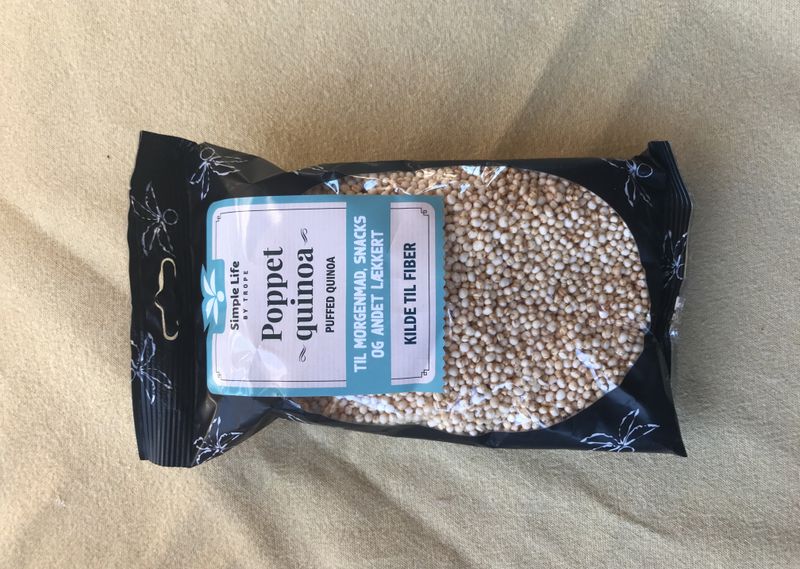 Simple Life
BY TROPE
Poppet
quinoa
PUFFED QUINOA
TIL MORGENMAD, SNACKS
OG ANDET LÆKKERT
KILDE TIL FIBER